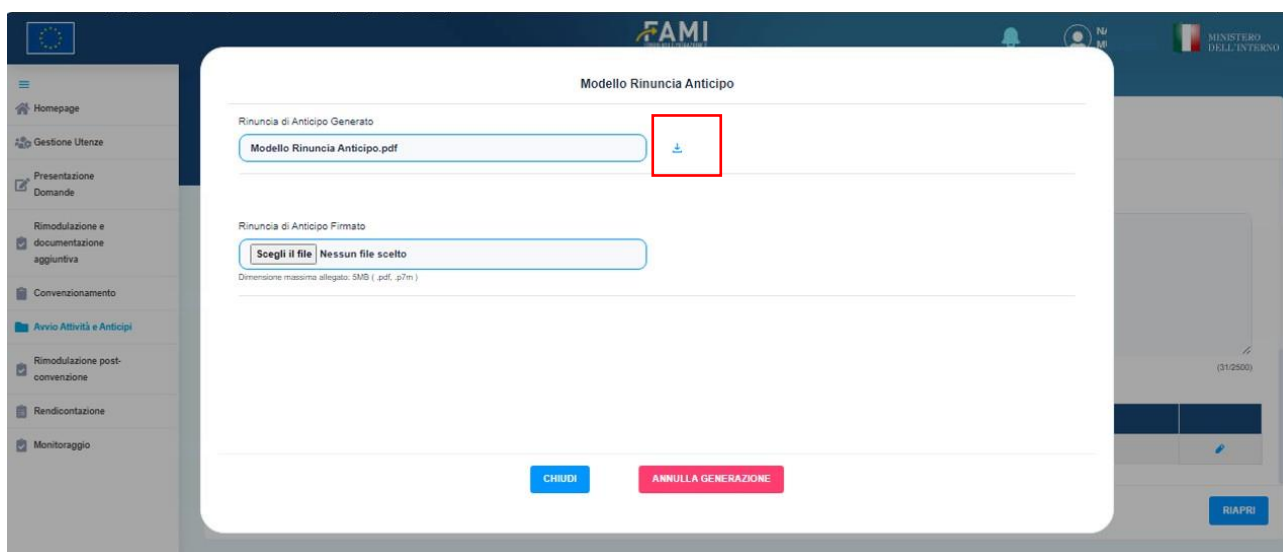 FAMI
MINISTERO
DELL'INTERNO
Modello Rinuncia Anticipo
Homepage
Gestione Utenze
Presentazione
Domande
Rimodulazione e
documentazione
aggiuntiva
Convenzionamento
Avvio Attività e Anticipi
Rimodulazione post-
convenzione
Rendicontazione
Monitoraggio
Rinuncia di Anticipo Generato
Modello Rinuncia Anticipo.pdf
Rinuncia di Anticipo Firmato
Scegli il file Nessun file scelto
Dimensione massima allegato: 5MB ( .pdf, .p7m )
(31/2500)
CHIUDI ANNULLA GENERAZIONE
RIAPRI